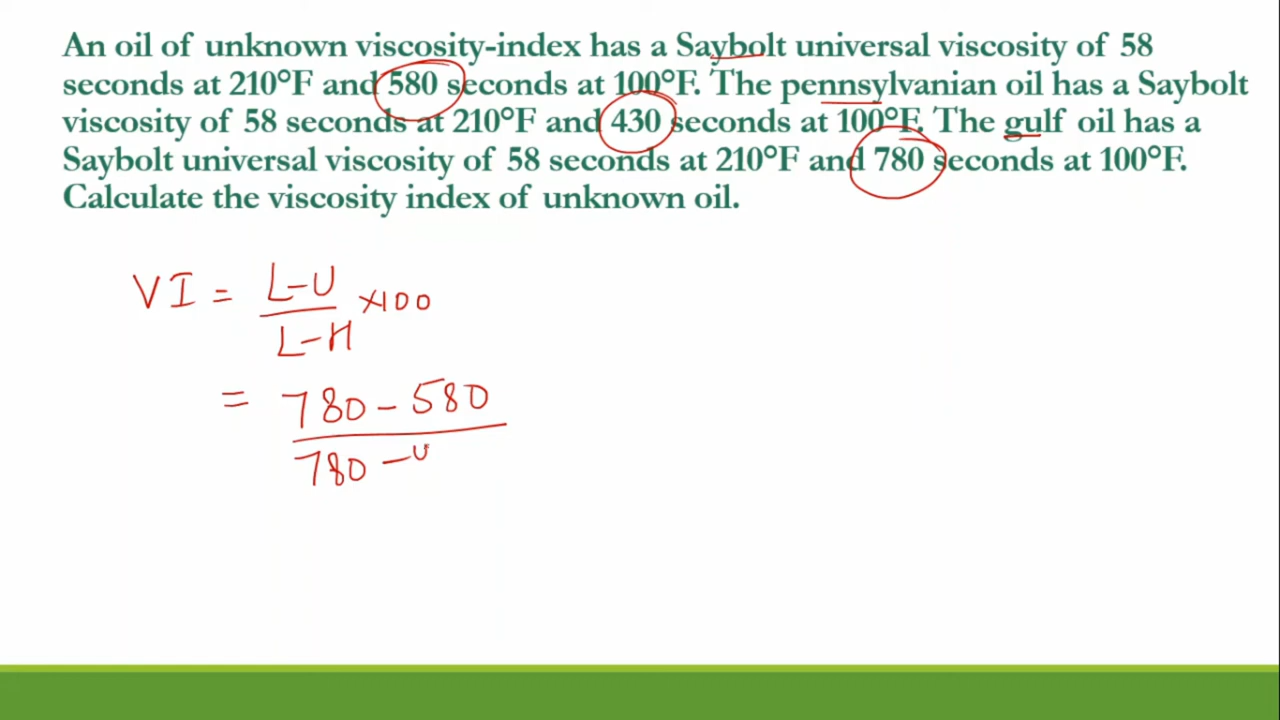 An oil of unknown viscosity-index has a Saybolt universal viscosity of 58
seconds at 210°F and 580 seconds at 100°F. The pennsylvanian oil has a Saybolt
viscosity of 58 seconds at 210°F and 430 seconds at 100°F. The gulf oil has a
Saybolt universal viscosity of 58 seconds at 210°F and 780 seconds at 100°F.
Calculate the viscosity index of unknown oil.
VI = L-U
L-H ×100
= 780 - 580
780 -